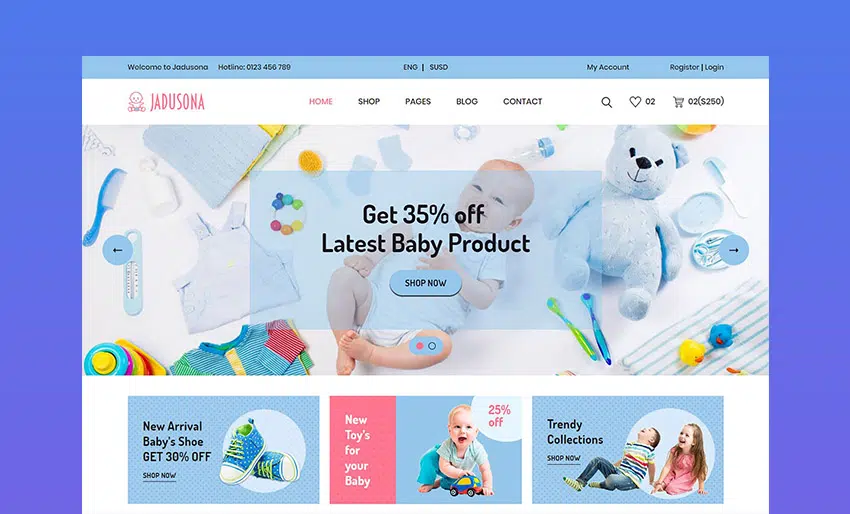 Welcome to Jadusona Hotline: 0123 456 789 ENG | $USD My Account Register | Login
JADUSONA HOME SHOP PAGES BLOG CONTACT 02 02($250)
Get 35% off
Latest Baby Product
SHOP NOW
New Arrival
Baby's Shoe
GET 30% OFF
SHOP NOW
New
Toy's
for
your
Baby
25%
off
Trendy
Collections
SHOP NOW